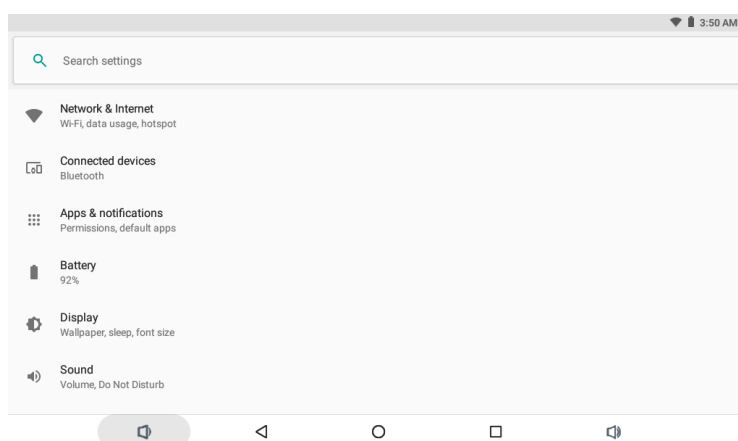 3:50 AM
Search settings
Network & Internet
Wi-Fi, data usage, hotspot
Connected devices
Bluetooth
Apps & notifications
Permissions, default apps
Battery
92%
Display
Wallpaper, sleep, font size
Sound
Volume, Do Not Disturb